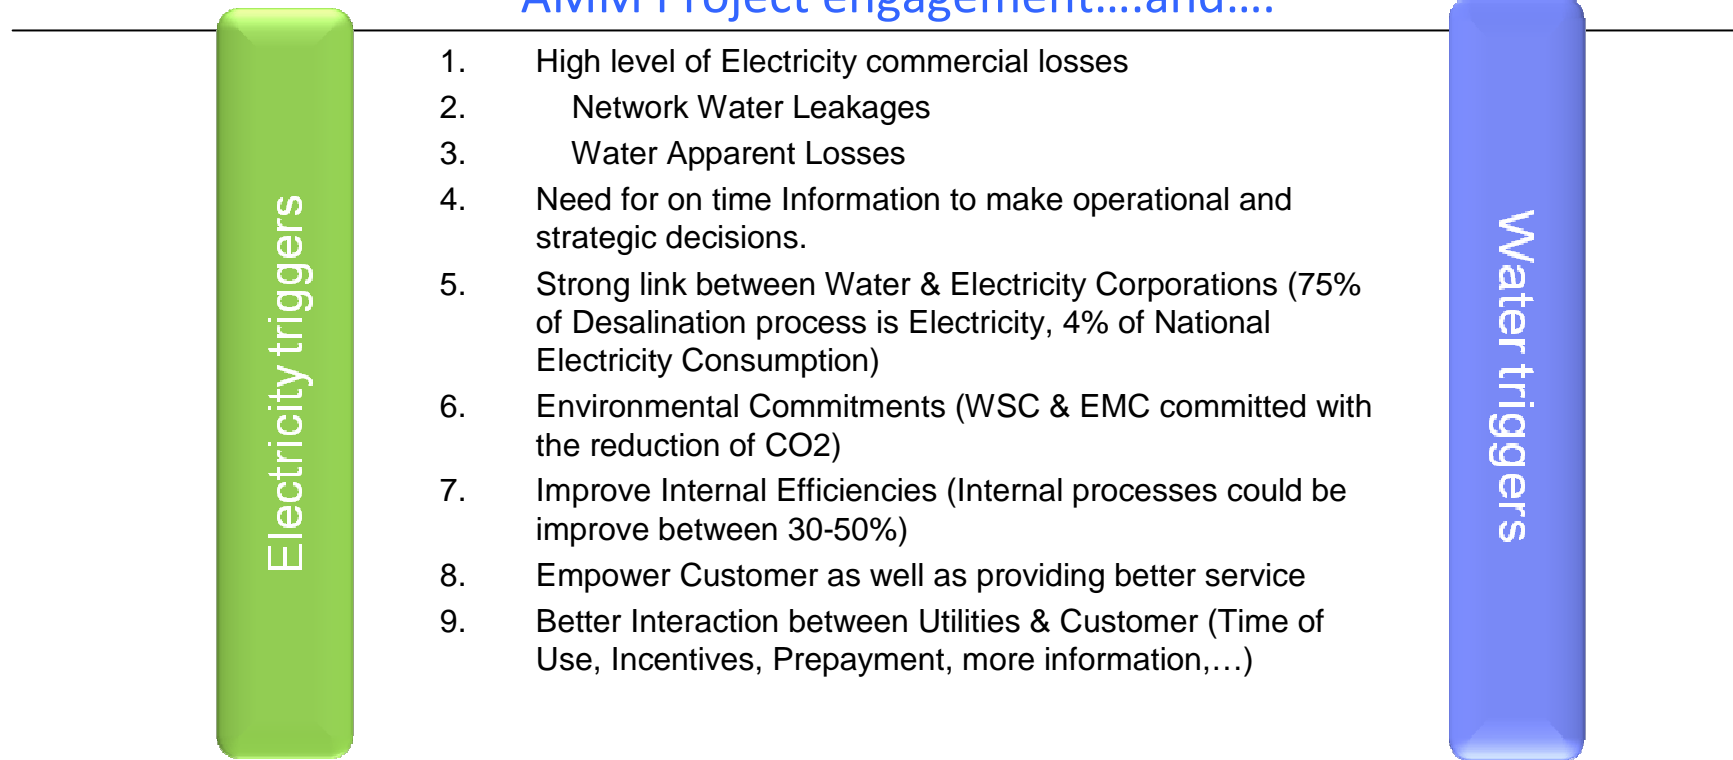 AMM Project engagement….and….
Electricity triggers
1. High level of Electricity commercial losses
2. Network Water Leakages
3. Water Apparent Losses
4. Need for on time Information to make operational and
strategic decisions.
5. Strong link between Water & Electricity Corporations (75%
of Desalination process is Electricity, 4% of National
Electricity Consumption)
6. Environmental Commitments (WSC & EMC committed with
the reduction of CO2)
7. Improve Internal Efficiencies (Internal processes could be
improve between 30-50%)
8. Empower Customer as well as providing better service
9. Better Interaction between Utilities & Customer (Time of
Use, Incentives, Prepayment, more information,…)
Water triggers